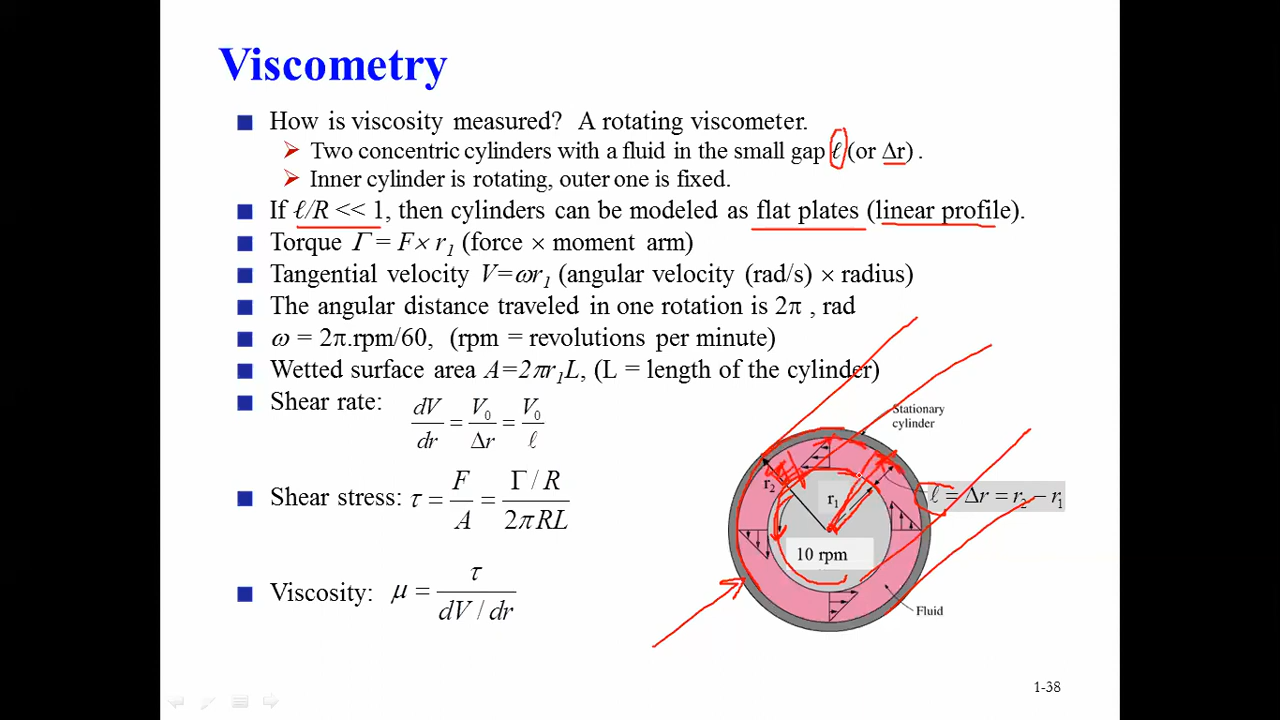 Viscometry
How is viscosity measured? A rotating viscometer.
Two concentric cylinders with a fluid in the small gap ℓ (or Δr) .
Inner cylinder is rotating, outer one is fixed.
If ℓ/R << 1, then cylinders can be modeled as flat plates (linear profile).
Torque Γ = F× r₁ (force × moment arm)
Tangential velocity V=ωr₁ (angular velocity (rad/s) × radius)
The angular distance traveled in one rotation is 2π , rad
ω = 2π.rpm/60, (rpm = revolutions per minute)
Wetted surface area A=2πr₁L, (L = length of the cylinder)
Shear rate: dV/dr = V₀/Δr = V₀/ℓ
Shear stress: τ = F/A = (Γ / R)/(2πRL)
Viscosity: μ = τ/(dV / dr)
Stationary
cylinder
r₂
r₁
ℓ = Δr = r₂ − r₁
10 rpm
Fluid
1-38